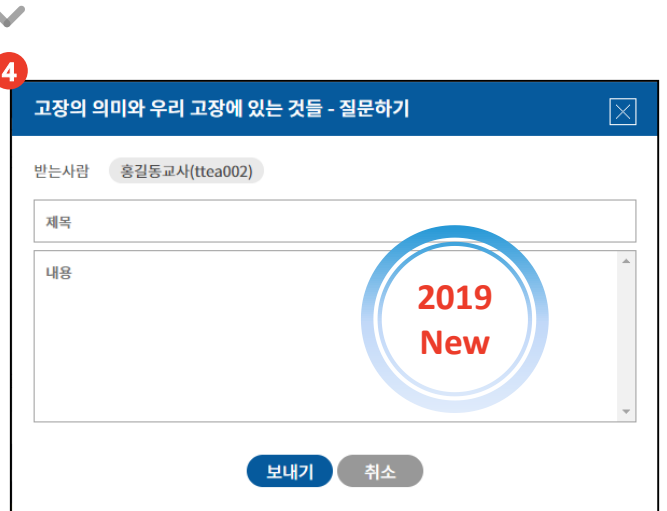 4
고장의 의미와 우리 고장에 있는 것들 - 질문하기
받는사람 홍길동교사(ttea002)
제목
내용
2019
New
보내기 취소